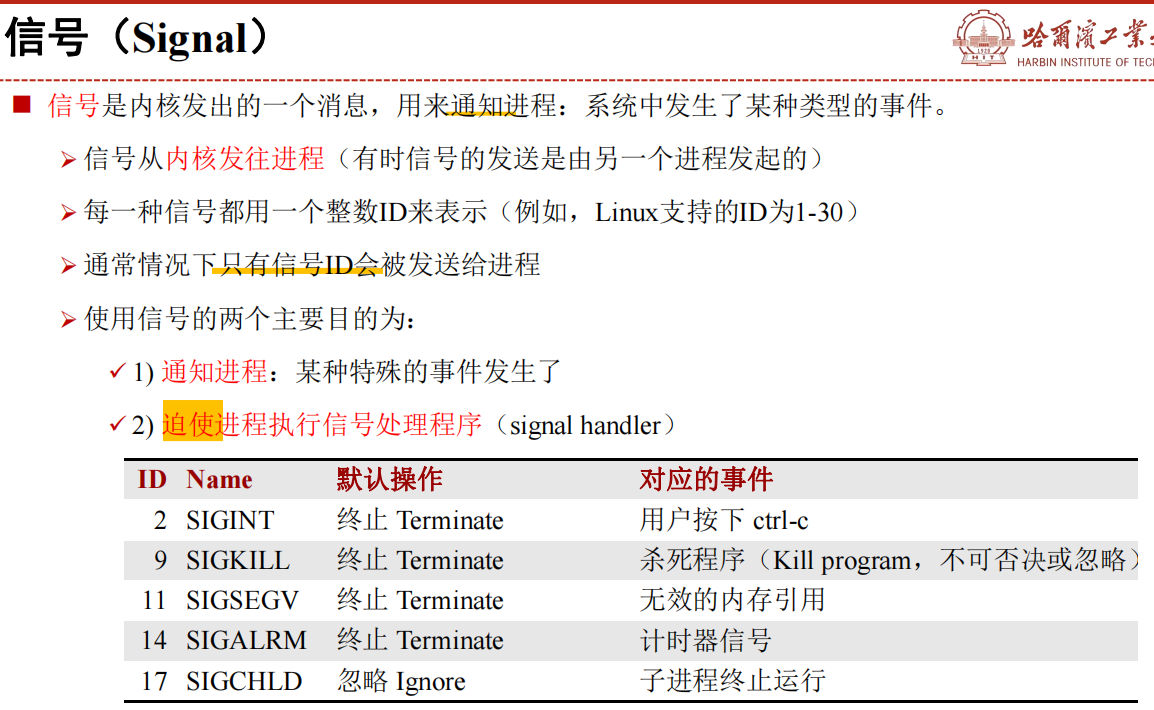 信号（Signal）
哈爾濱工業
HARBIN INSTITUTE OF TEC
1920
HIT
信号是内核发出的一个消息，用来通知进程：系统中发生了某种类型的事件。
信号从内核发往进程（有时信号的发送是由另一个进程发起的）
每一种信号都用一个整数ID来表示（例如，Linux支持的ID为1-30）
通常情况下只有信号ID会被发送给进程
使用信号的两个主要目的为：
1) 通知进程：某种特殊的事件发生了
2) 迫使进程执行信号处理程序（signal handler）
ID Name 默认操作 对应的事件
2 SIGINT 终止 Terminate 用户按下 ctrl-c
9 SIGKILL 终止 Terminate 杀死程序（Kill program，不可否决或忽略）
11 SIGSEGV 终止 Terminate 无效的内存引用
14 SIGALRM 终止 Terminate 计时器信号
17 SIGCHLD 忽略 Ignore 子进程终止运行